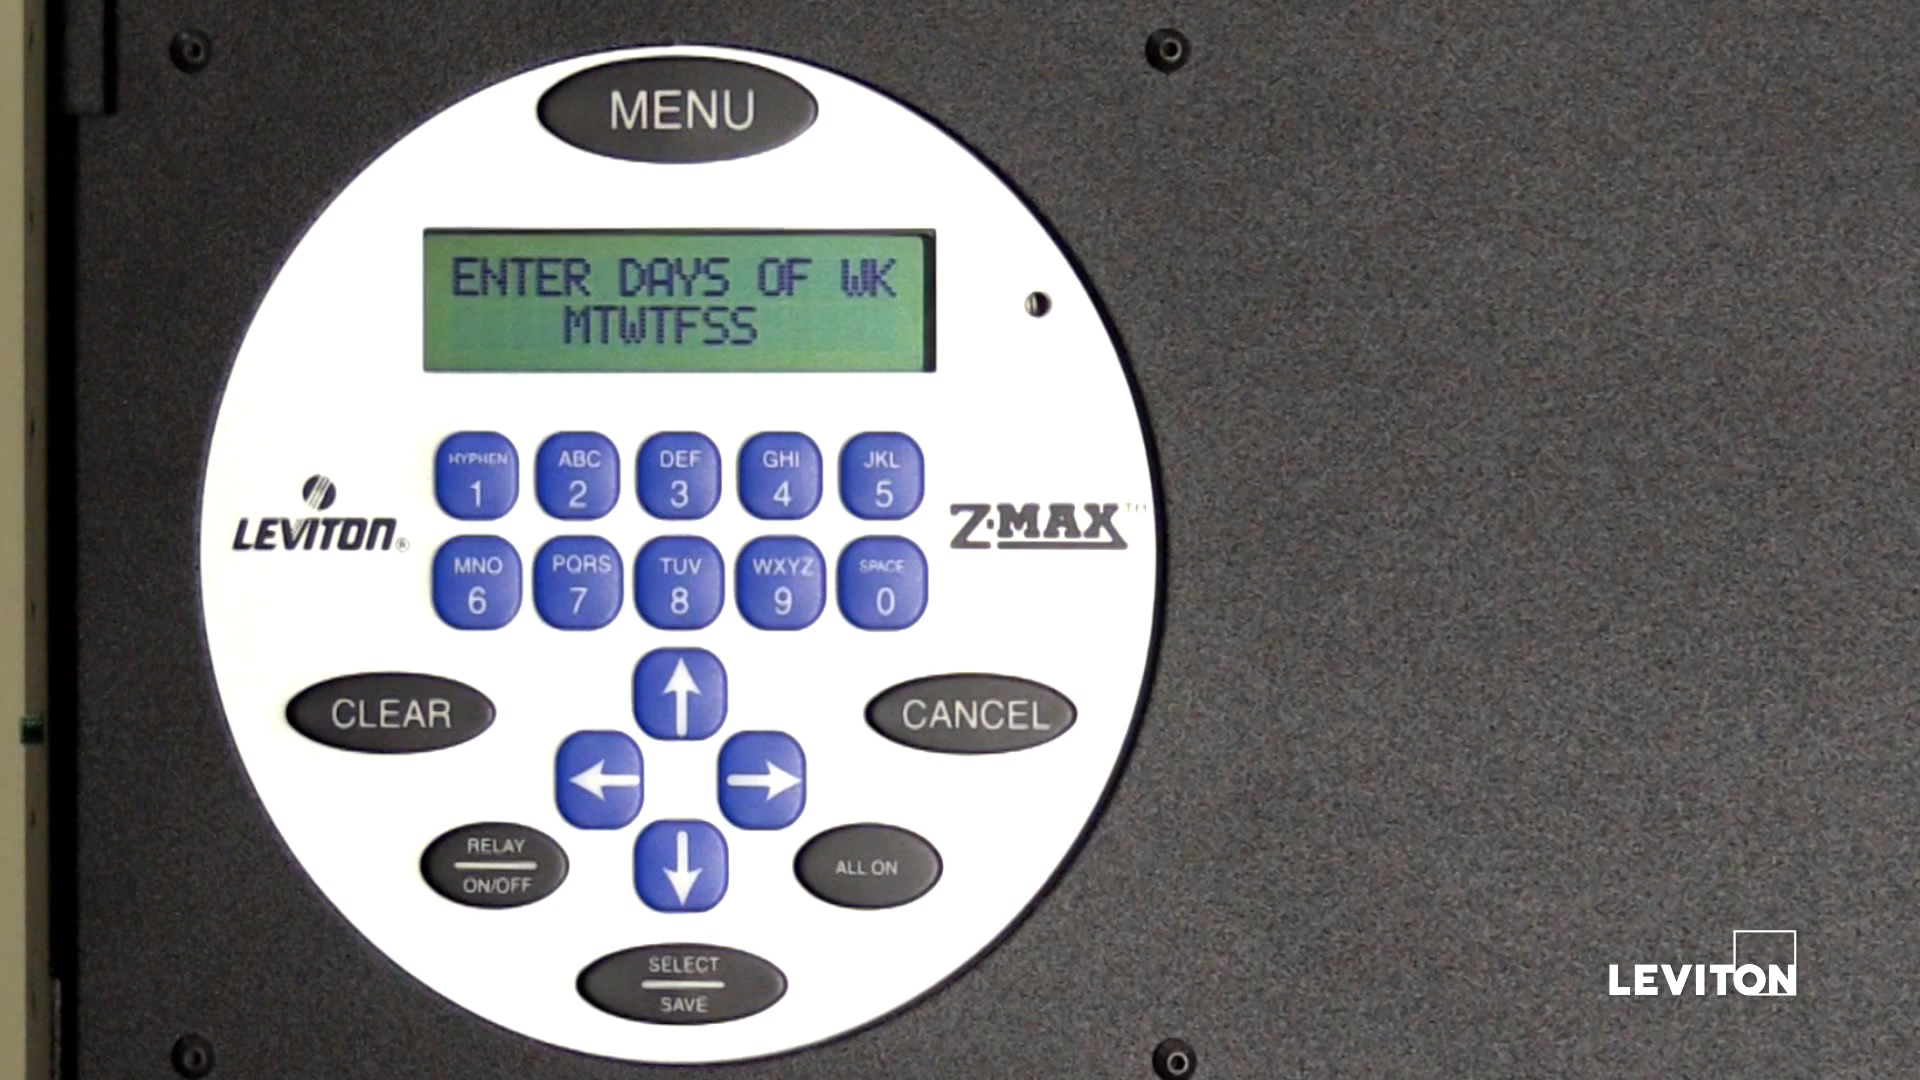 MENU
ENTER DAYS OF WK
MTWTFSS
HYPHEN
1
ABC
2
DEF
3
GHI
4
JKL
5
LEVITON®
Z·MAX™
MNO
6
PQRS
7
TUV
8
WXYZ
9
SPACE
0
CLEAR
CANCEL
RELAY
ON/OFF
ALL ON
SELECT
SAVE
LEVITON